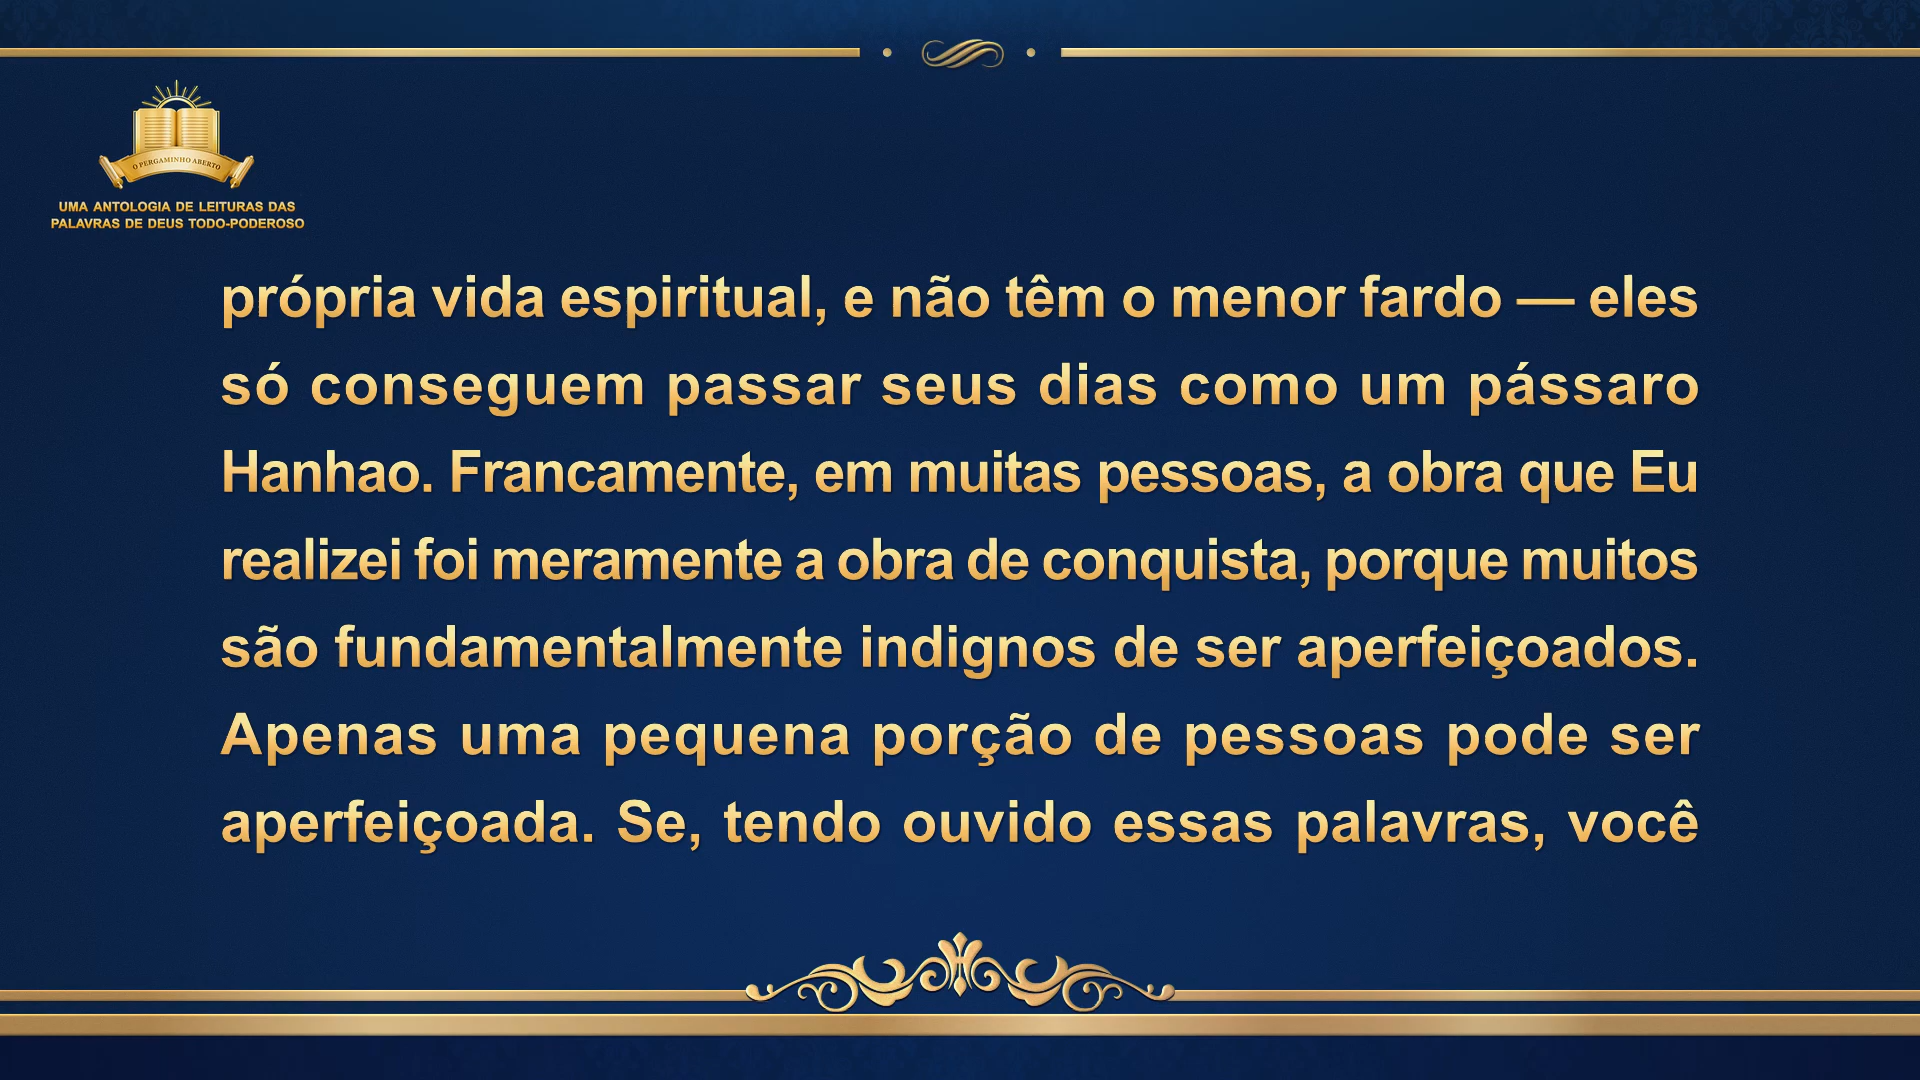 O PERGAMINHO ABERTO
UMA ANTOLOGIA DE LEITURAS DAS
PALAVRAS DE DEUS TODO-PODEROSO
própria vida espiritual, e não têm o menor fardo — eles
só conseguem passar seus dias como um pássaro
Hanhao. Francamente, em muitas pessoas, a obra que Eu
realizei foi meramente a obra de conquista, porque muitos
são fundamentalmente indignos de ser aperfeiçoados.
Apenas uma pequena porção de pessoas pode ser
aperfeiçoada. Se, tendo ouvido essas palavras, você